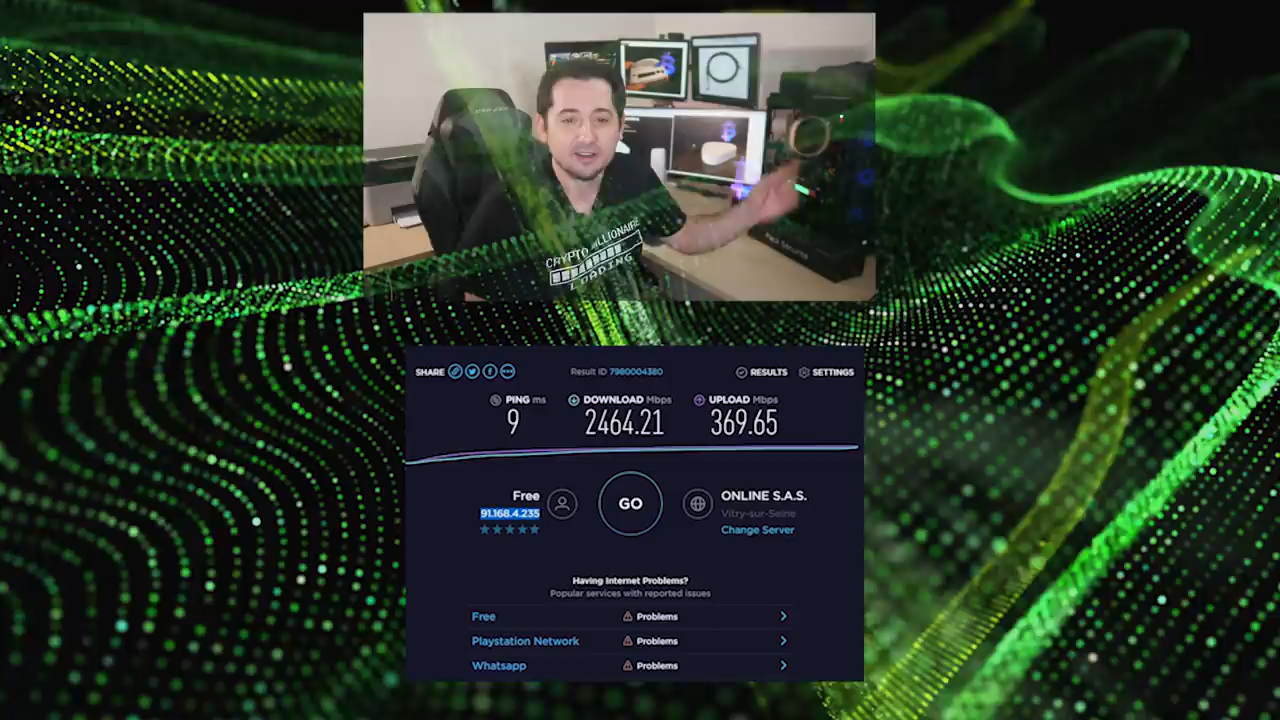 CRYPTO MILLIONAIRE
LOADING
SHARE
Result ID 7980004380
RESULTS
SETTINGS
PING ms
DOWNLOAD Mbps
UPLOAD Mbps
9
2464.21
369.65
Free
91.168.4.235
GO
ONLINE S.A.S.
Vitry-sur-Seine
Change Server
Having Internet Problems?
Popular services with reported issues
Free Problems
Playstation Network Problems
Whatsapp Problems